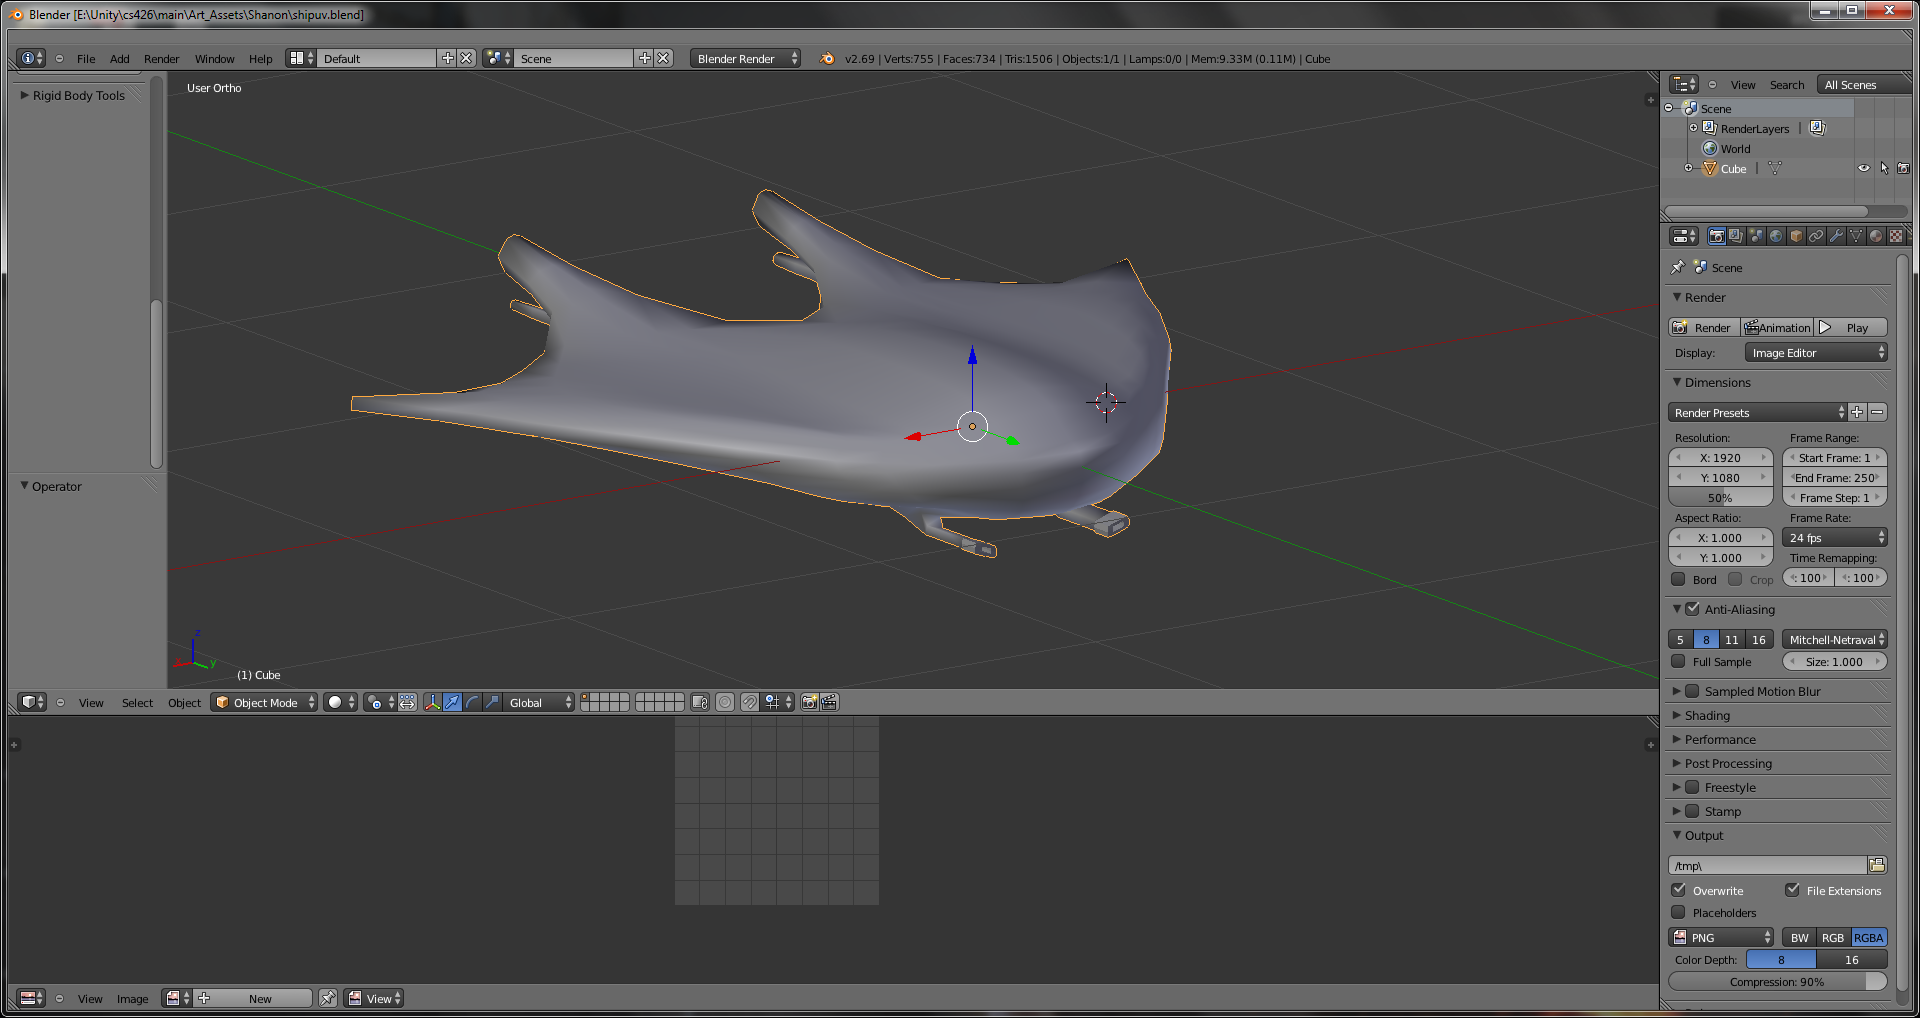 Blender [E:\Unity\cs426\main\Art_Assets\Shanon\shipuv.blend]
File Add Render Window Help Default Scene Blender Render v2.69 | Verts:755 | Faces:734 | Tris:1506 | Objects:1/1 | Lamps:0/0 | Mem:9.33M (0.11M) | Cube
Rigid Body Tools
Operator
User Ortho
z
x y
(1) Cube
View Select Object Object Mode Global
View Image New View
View Search All Scenes
Scene
RenderLayers |
World
Cube |
Scene
Render
Render Animation Play
Display: Image Editor
Dimensions
Render Presets
Resolution: Frame Range:
X: 1920 Start Frame: 1
Y: 1080 End Frame: 250
50% Frame Step: 1
Aspect Ratio: Frame Rate:
X: 1.000 24 fps
Y: 1.000 Time Remapping:
Bord Crop : 100 : 100
Anti-Aliasing
5 8 11 16 Mitchell-Netraval
Full Sample Size: 1.000
Sampled Motion Blur
Shading
Performance
Post Processing
Freestyle
Stamp
Output
/tmp\
Overwrite File Extensions
Placeholders
PNG BW RGB RGBA
Color Depth: 8 16
Compression: 90%